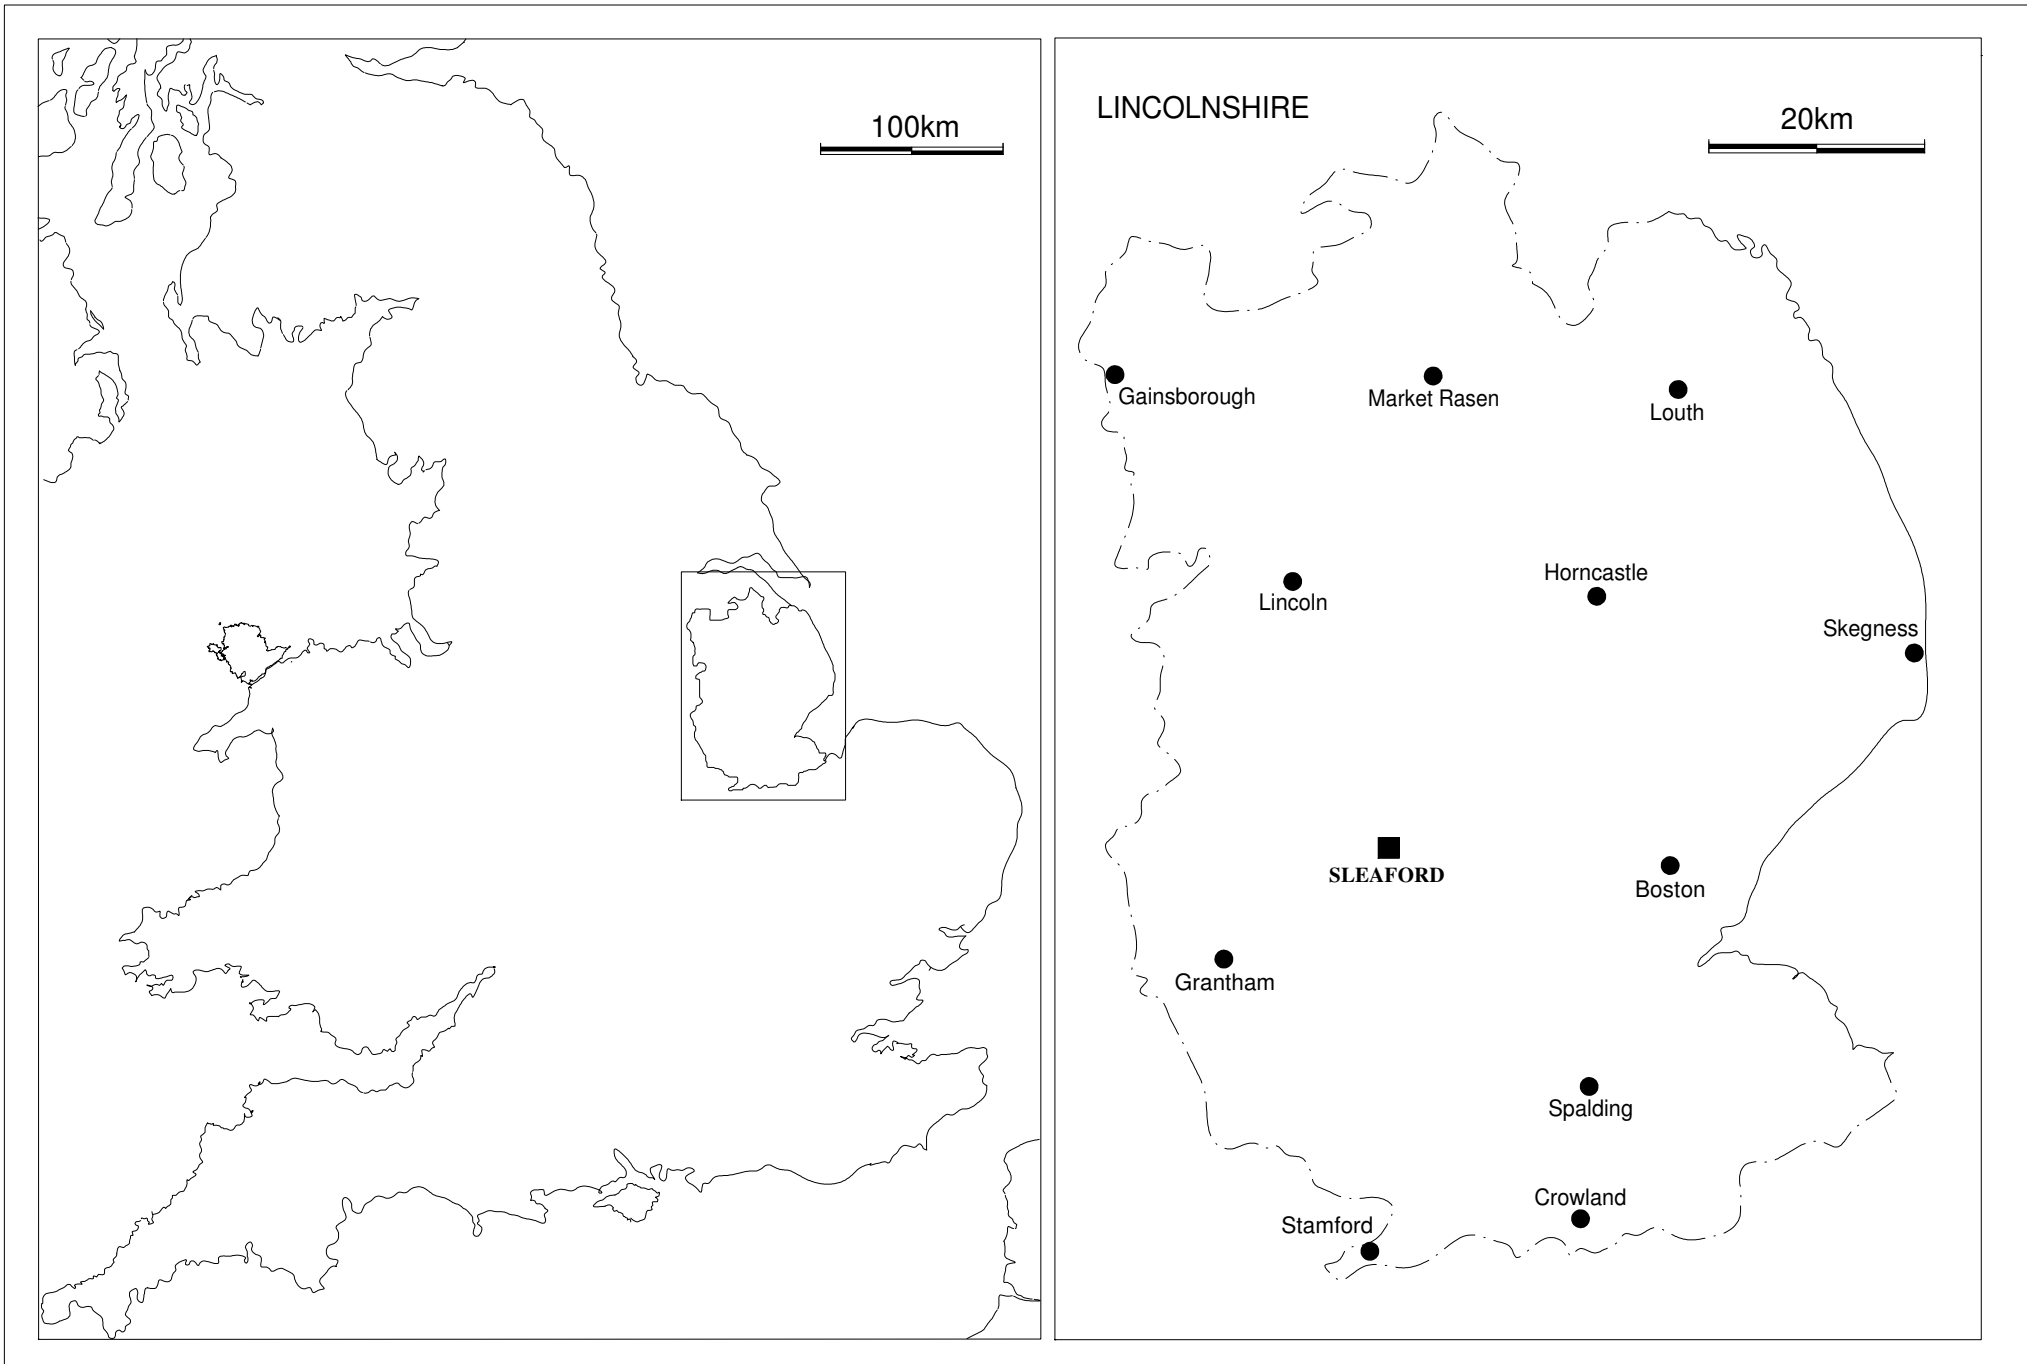 100km
LINCOLNSHIRE
20km
Gainsborough
Market Rasen
Louth
Horncastle
Lincoln
Skegness
SLEAFORD
Boston
Grantham
Spalding
Crowland
Stamford